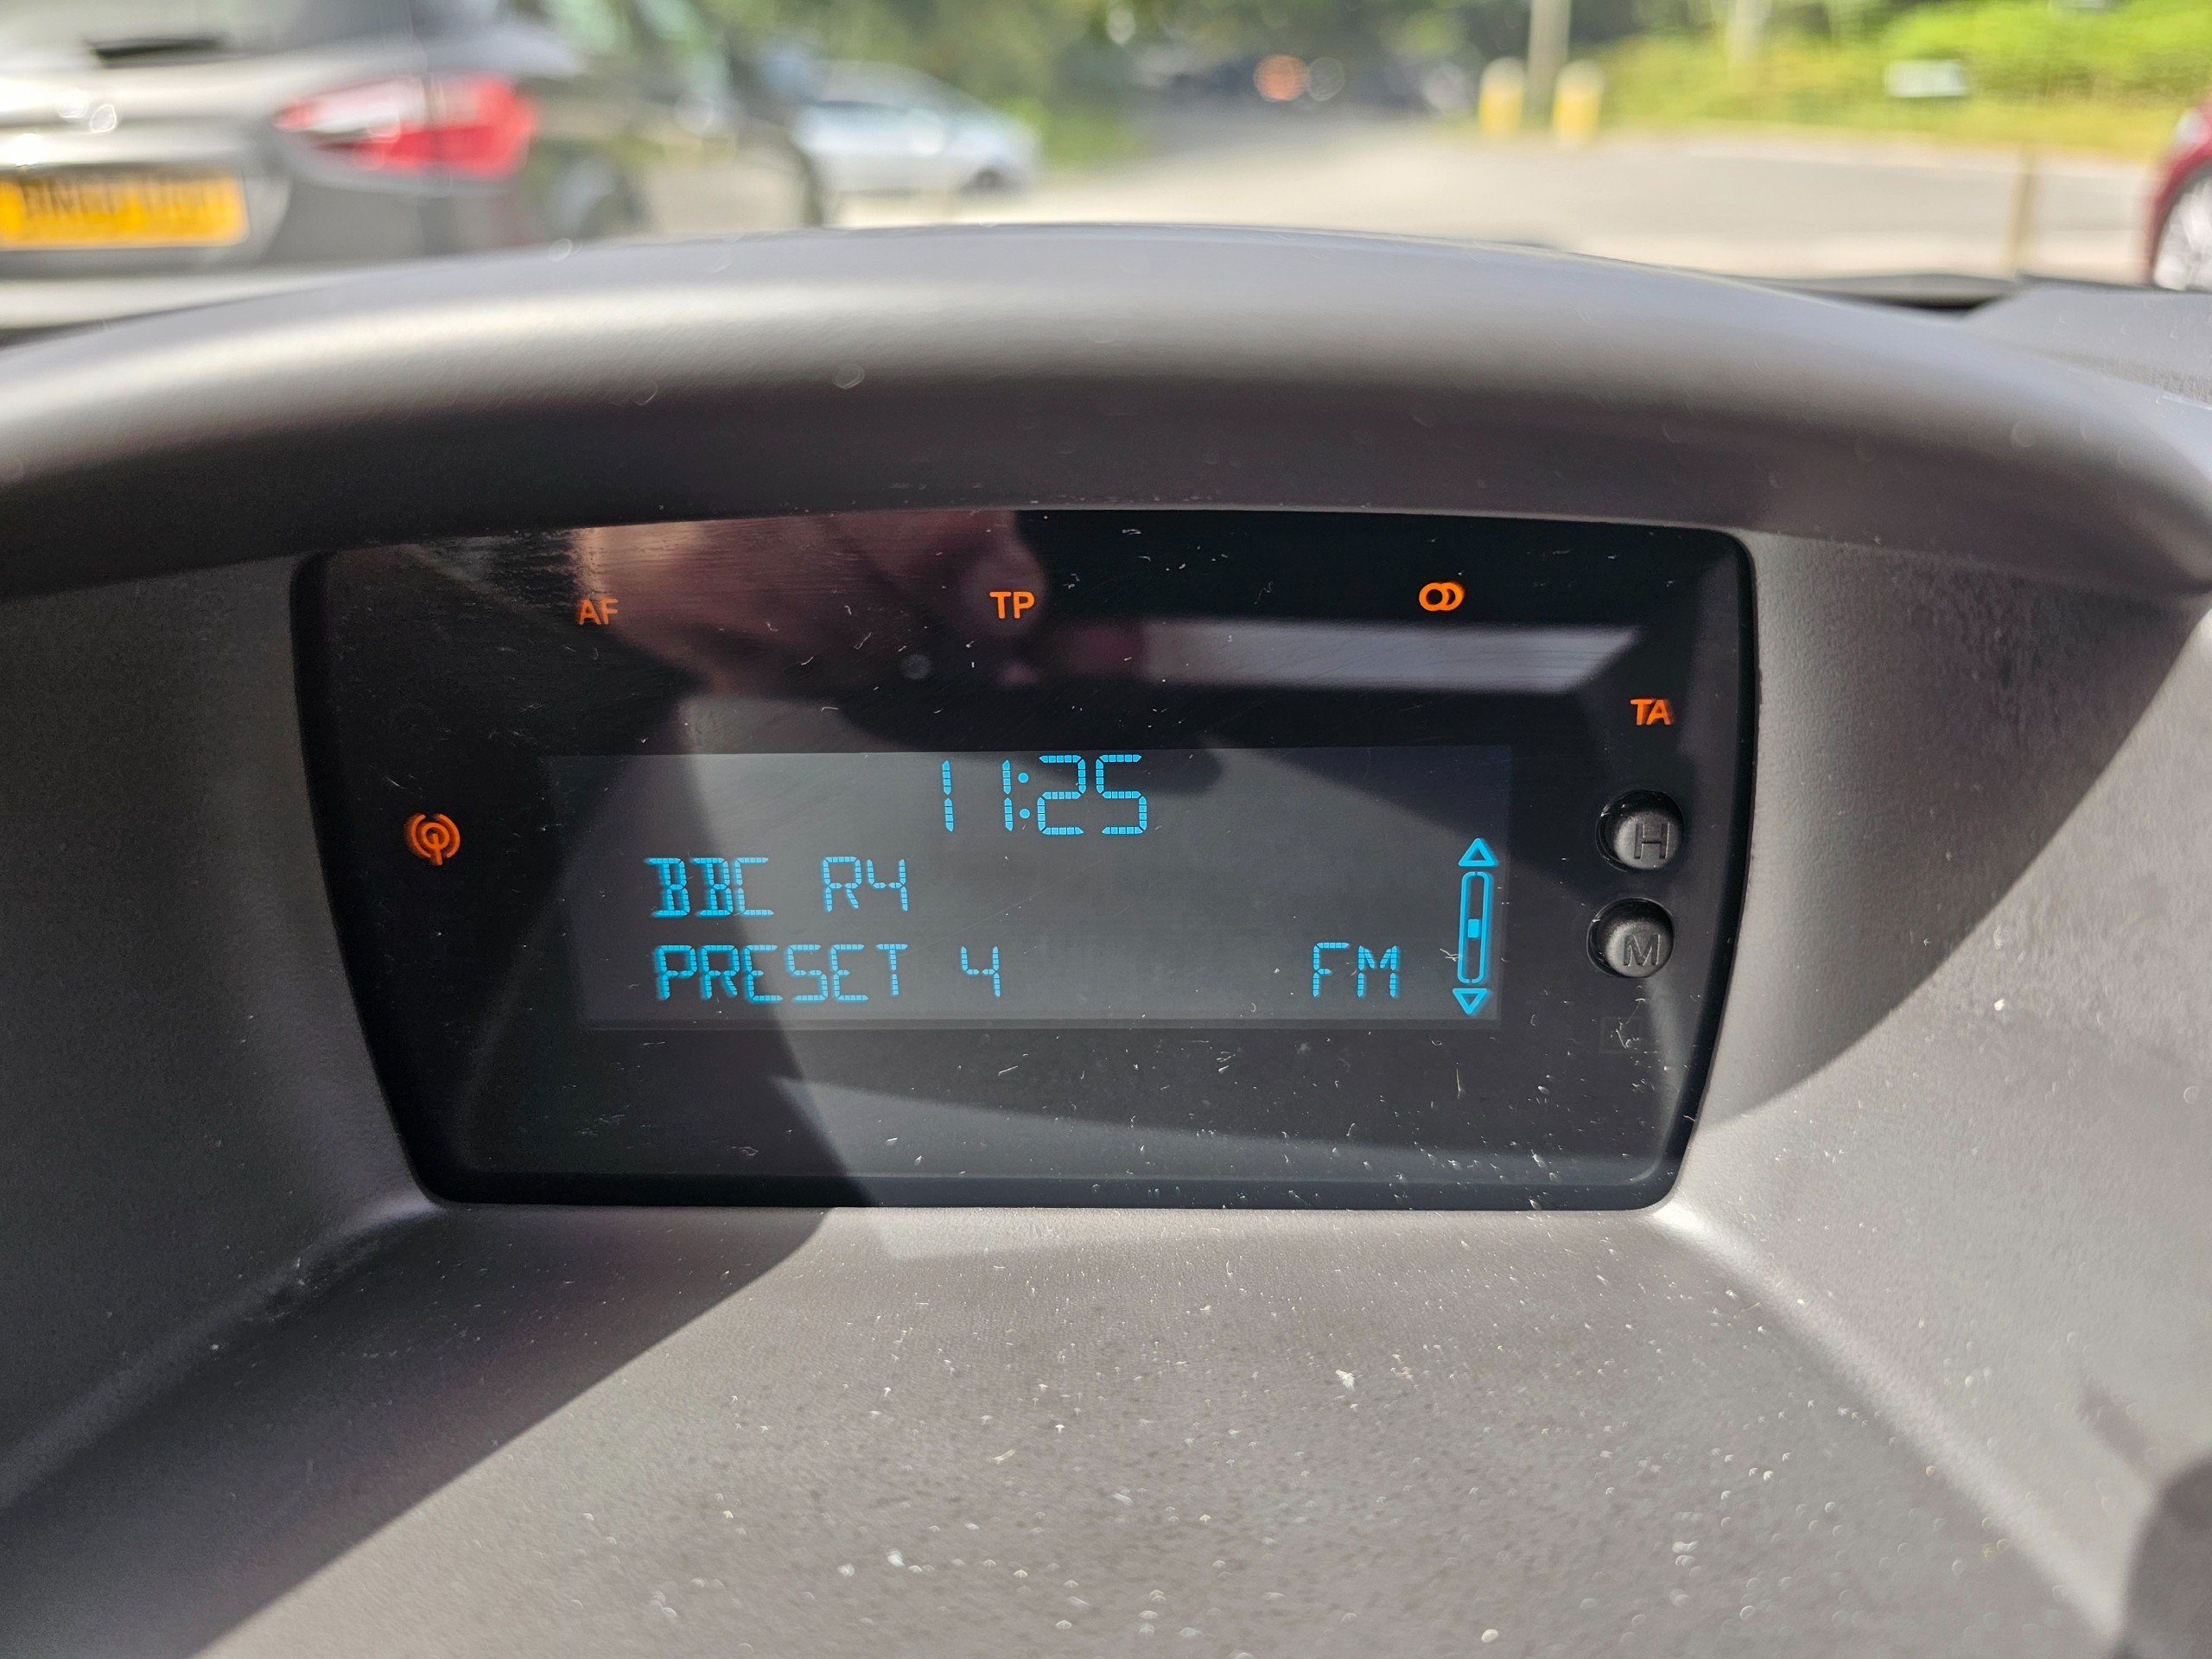 AF TP
TA
11:25
H
BBC R4
M
PRESET 4 FM